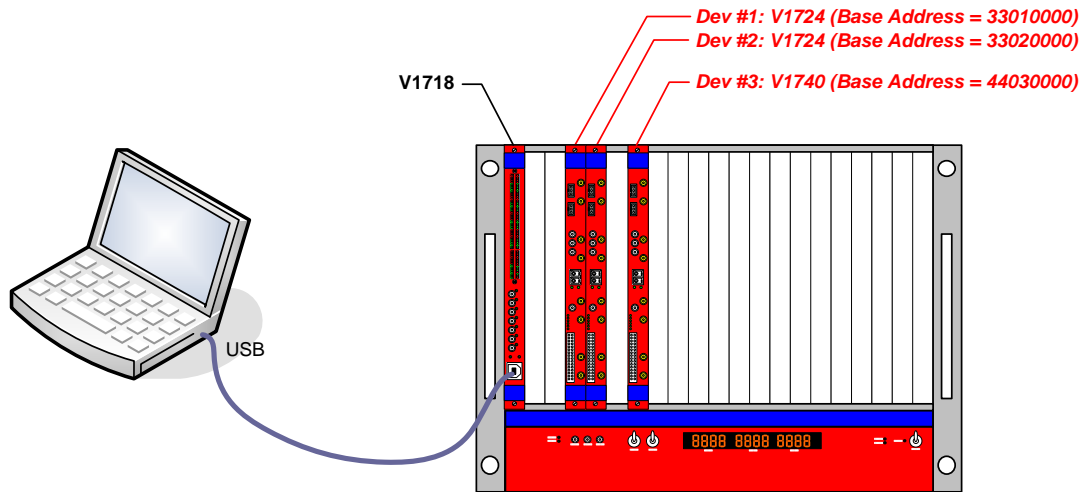 Dev #1: V1724 (Base Address = 33010000)
Dev #2: V1724 (Base Address = 33020000)
V1718
Dev #3: V1740 (Base Address = 44030000)
USB
8888 8888 8888